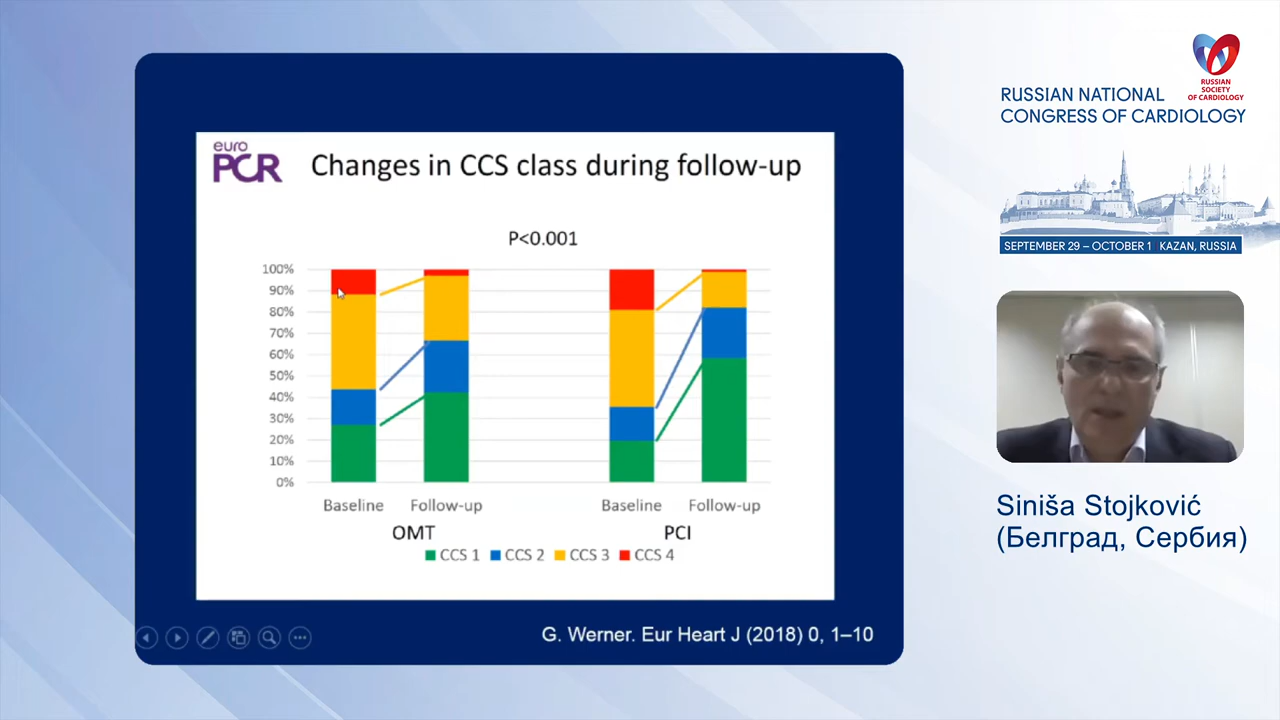 euro
PCR
Changes in CCS class during follow-up
P<0.001
100%
90%
80%
70%
60%
50%
40%
30%
20%
10%
0%
Baseline
Follow-up
Baseline
Follow-up
OMT
PCI
CCS 1
CCS 2
CCS 3
CCS 4
G. Werner. Eur Heart J (2018) 0, 1–10
RUSSIAN
SOCIETY
OF CARDIOLOGY
RUSSIAN NATIONAL
CONGRESS OF CARDIOLOGY
SEPTEMBER 29 – OCTOBER 1 KAZAN, RUSSIA
Siniša Stojković
(Белград, Сербия)